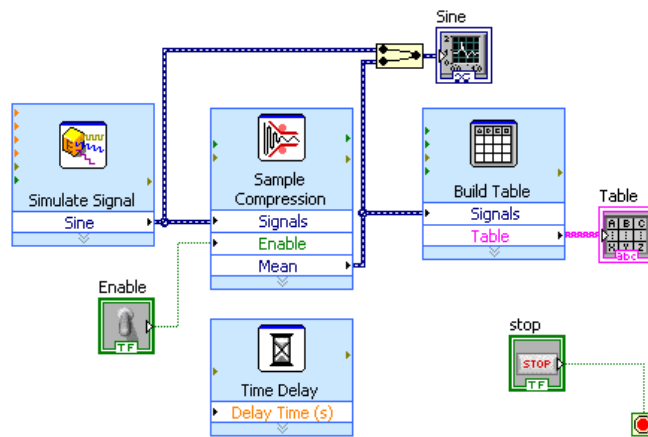 Sine
Simulate Signal
Sine
Sample
Compression
Signals
Enable
Mean
Build Table
Signals
Table
Table
Enable
TF
Time Delay
Delay Time (s)
stop
STOP
TF
A B C
X Y Z
abc